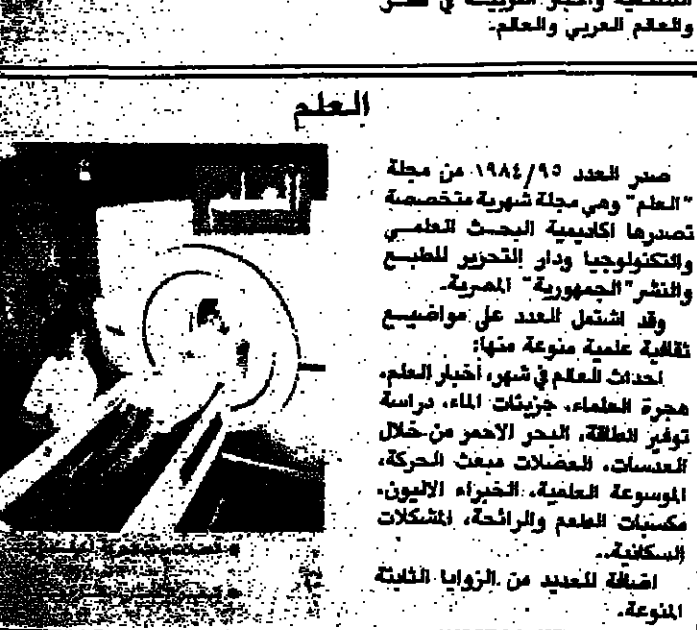 والعالم العربي والعالم.
العلم
صدر العدد ١٩٨٤/٩٥ من مجلة
"العلم" وهي مجلة شهرية متخصصة
تصدرها اكاديمية البحث العلمي
والتكنولوجيا ودار التحرير للطبع
والنشر "الجمهورية" المصرية.
وقد اشتمل العدد على مواضيع
ثقافية علمية منوعة منها:
احداث العالم في شهر، أخبار العلم،
هجرة العلماء، جزيئات الماء، دراسة
توفير الطاقة، البحر الاحمر من خلال
العدسات، العضلات مبعث الحركة،
الموسوعة العلمية، الخبراء الاليون،
مكسبات الطعم والرائحة، المشكلات
السكانية..
اضافة للعديد من الزوايا الثابتة
المنوعة.